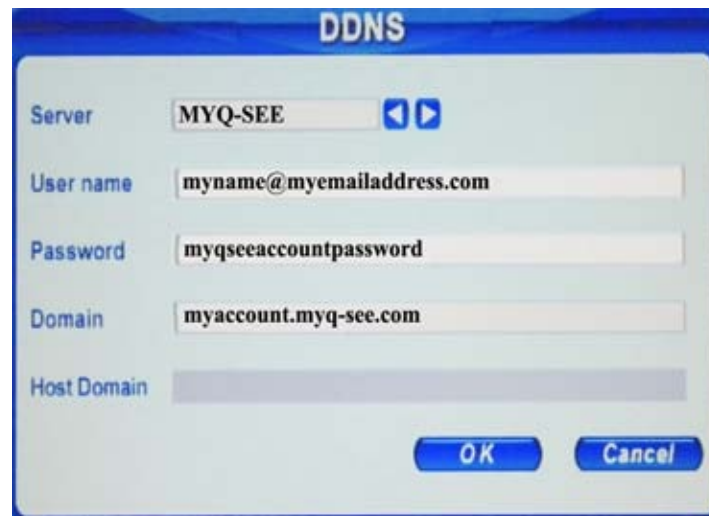 DDNS
Server MYQ-SEE
User name myname@myemailaddress.com
Password myqseeaccountpassword
Domain myaccount.myq-see.com
Host Domain
OK Cancel